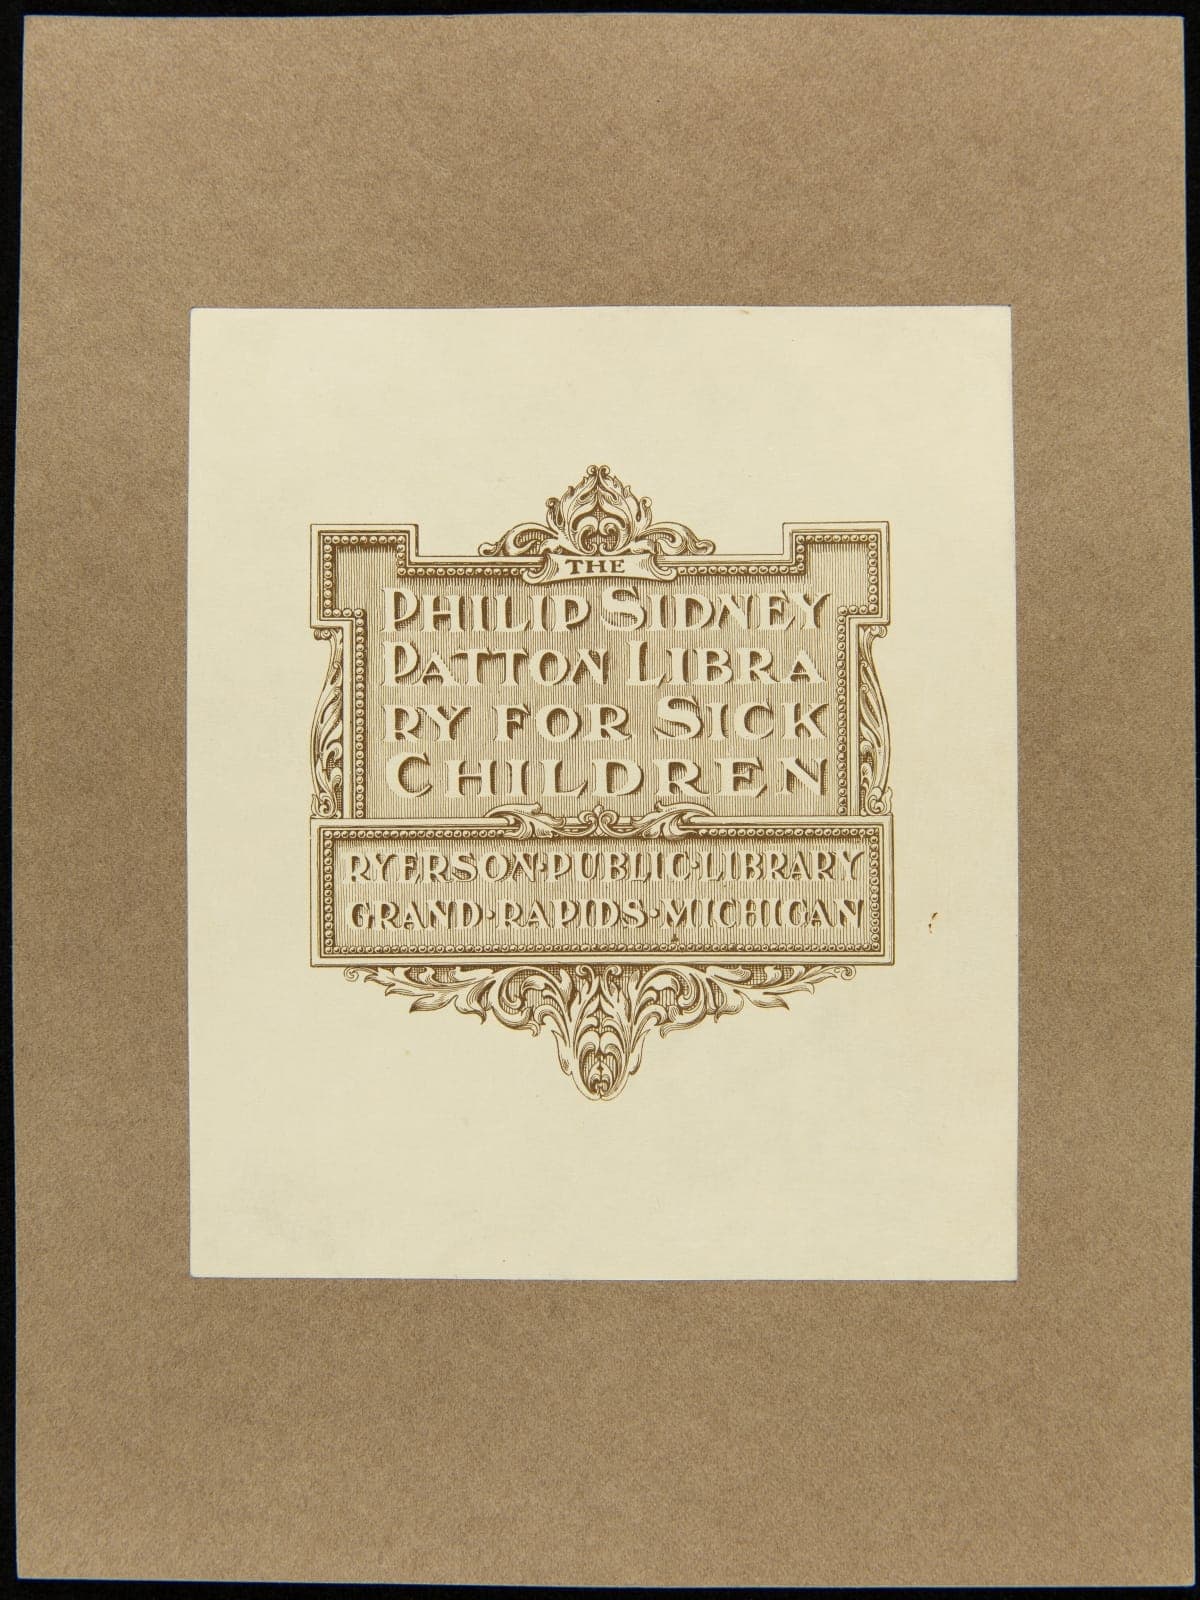 THE
PHILIP SIDNEY
PATTON LIBRA
RY FOR SICK
CHILDREN
RYERSON·PUBLIC·LIBRARY
GRAND·RAPIDS·MICHIGAN